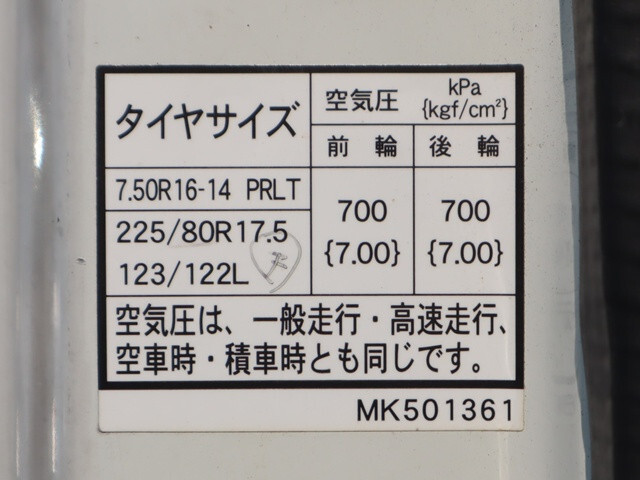 タイヤサイズ
空気圧 kPa {kgf/cm²}
前輪 後輪
7.50R16-14 PRLT
225/80R17.5
123/122L
700 {7.00}
700 {7.00}
空気圧は、一般走行・高速走行、
空車時・積車時とも同じです。
MK501361